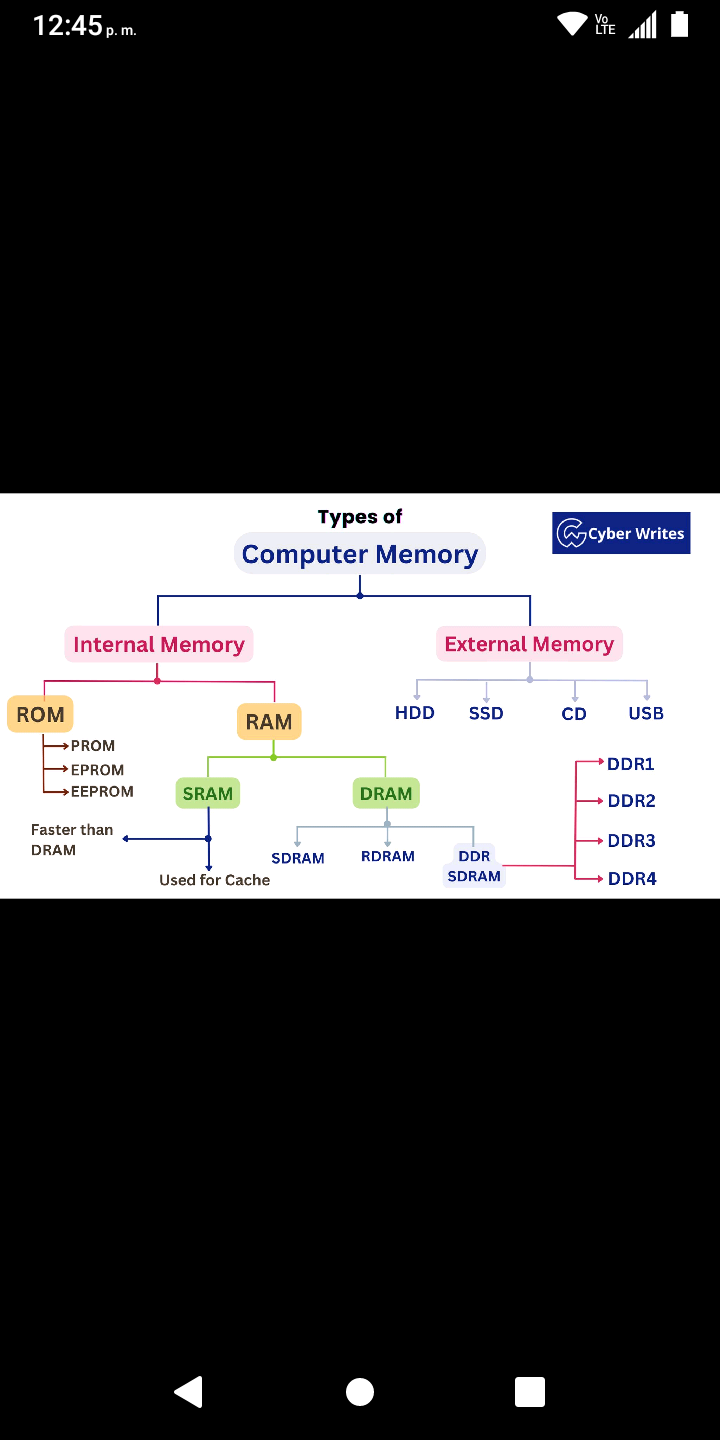 12:45 p. m.
Vo
LTE
Types of
Computer Memory
Cyber Writes
Internal Memory
External Memory
ROM
RAM
HDD
SSD
CD
USB
PROM
EPROM
EEPROM
SRAM
DRAM
Faster than
DRAM
Used for Cache
SDRAM
RDRAM
DDR
SDRAM
DDR1
DDR2
DDR3
DDR4